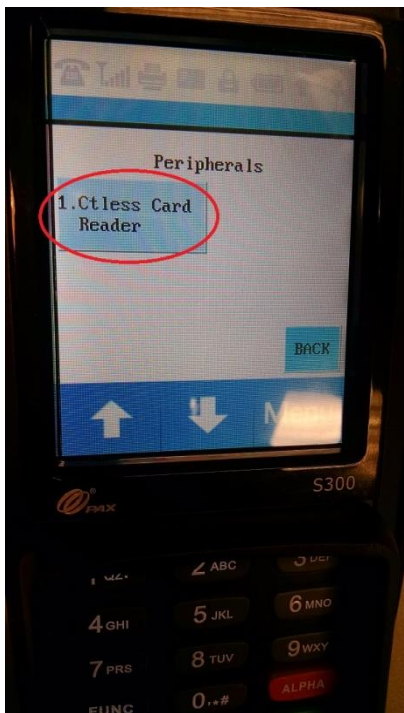 Peripherals
1.Ctless Card
Reader
BACK
S300
PAX
2 ABC
4 GHI
5 JKL
6 MNO
7 PRS
8 TUV
9 WXY
0.,*#
ALPHA
FUNC